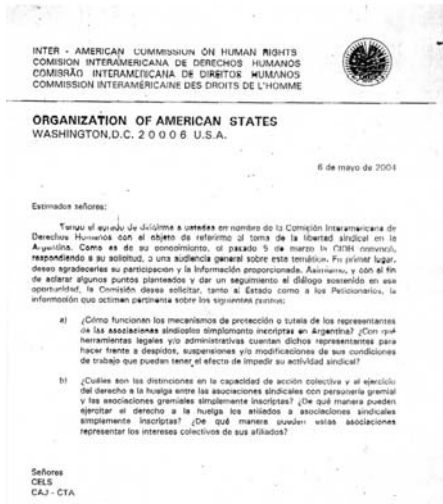 INTER - AMERICAN COMMISSION ON HUMAN RIGHTS
COMISION INTERAMERICANA DE DERECHOS HUMANOS
COMISSÃO INTERAMERICANA DE DIREITOS HUMANOS
COMMISSION INTERAMÉRICAINE DES DROITS DE L'HOMME
ORGANIZATION OF AMERICAN STATES
WASHINGTON, D.C. 2 0 0 0 6 U.S.A.
6 de mayo de 2004
Estimados señores:
Tengo el agrado de dirigirme a ustedes en nombre de la Comisión Interamericana de
Derechos Humanos con el objeto de referirme al tema de la libertad sindical en la
Argentina. Como es de su conocimiento, el pasado 5 de marzo la CIDH convocó,
respondiendo a su solicitud, a una audiencia general sobre esta temática. En primer lugar,
deseo agradecerles su participacion y la información proporcionada. Asimismo, y con el fin
de aclarar algunos puntos planteados y dar un seguimiento al diálogo sostenido en esa
oportunidad, la Comisión desea solicitar, tanto al Estado como a los Peticionarios, la
información que estimen pertinente sobre los siguientes puntos:
a) ¿Cómo funcionan los mecanismos de protección o tutela de los representantes
de las asociaciones sindicales simplemente inscriptas en Argentina? ¿Con qué
herramientas legales y/o administrativas cuentan dichos representantes para
hacer frente a despidos, suspensiones y/o modificaciones de sus condiciones
de trabajo que puedan tener el efecto de impedir su actividad sindical?
b) ¿Cuáles son las distinciones en la capacidad de acción colectiva y el ejercicio
del derecho a la huelga entre las asociaciones sindicales con personería gremial
y las asociaciones gremiales simplemente inscriptas? ¿De qué manera pueden
ejercitar el derecho a la huelga los afiliados a asociaciones sindicales
simplemente inscriptas? ¿De qué manera pueden estas asociaciones
representar los intereses colectivos de sus afiliados?
Señores
CELS
CAJ - CTA